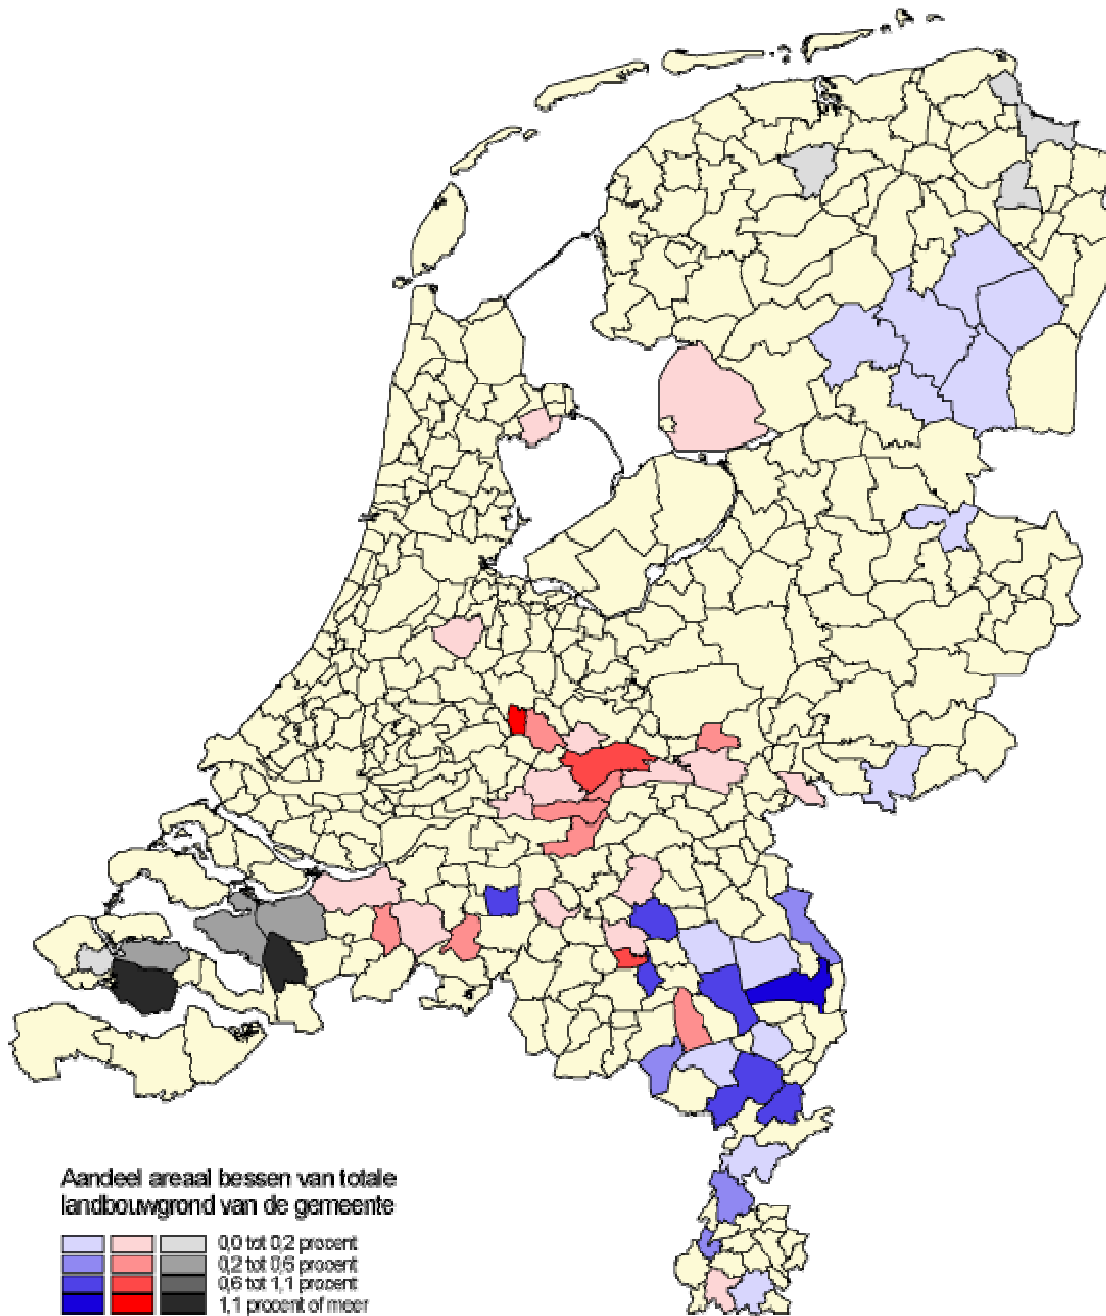 Aandeel areaal bessen van totale
landbouwgrond van de gemeente
0,0 tot 0,2 procent
0,2 tot 0,6 procent
0,6 tot 1,1 procent
1,1 procent of meer